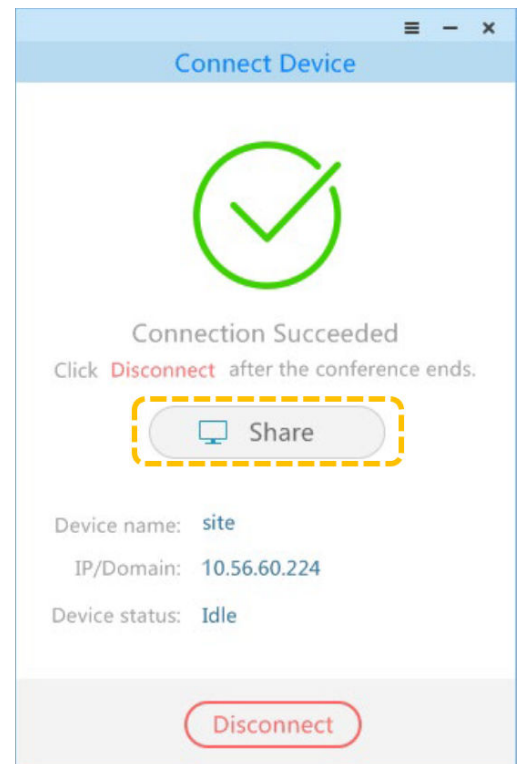 Connect Device
Connection Succeeded
Click Disconnect after the conference ends.
Share
Device name: site
IP/Domain: 10.56.60.224
Device status: Idle
Disconnect